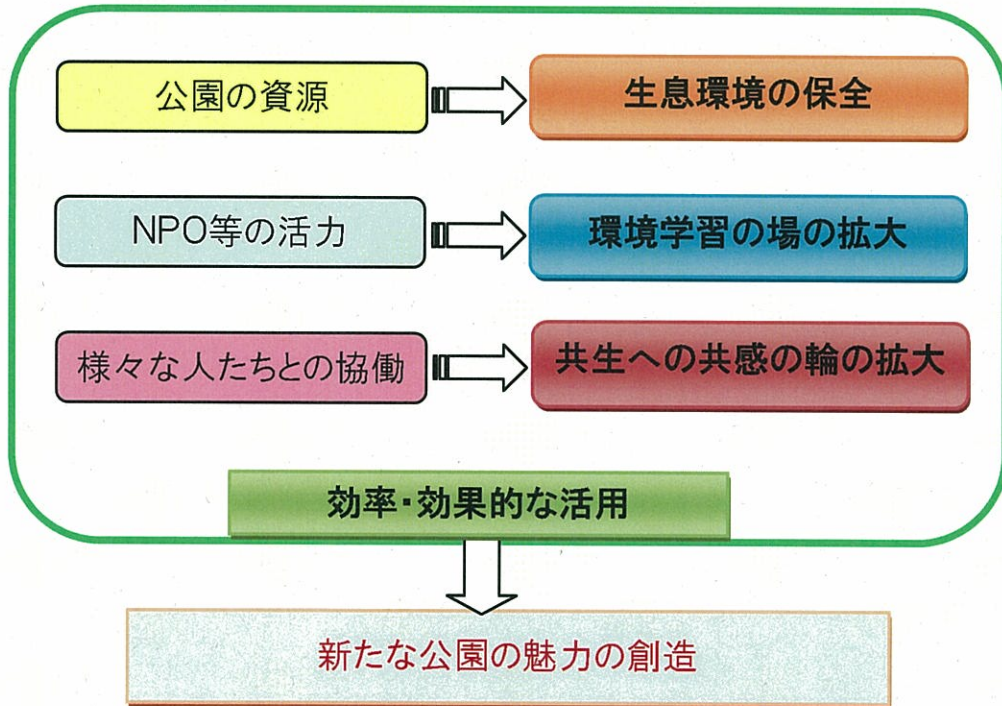 公園の資源
生息環境の保全
NPO等の活力
環境学習の場の拡大
様々な人たちとの協働
共生への共感の輪の拡大
効率・効果的な活用
新たな公園の魅力の創造